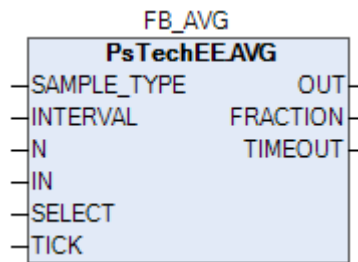 FB_AVG
PsTechEE.AVG
SAMPLE_TYPE OUT
INTERVAL FRACTION
N TIMEOUT
IN
SELECT
TICK